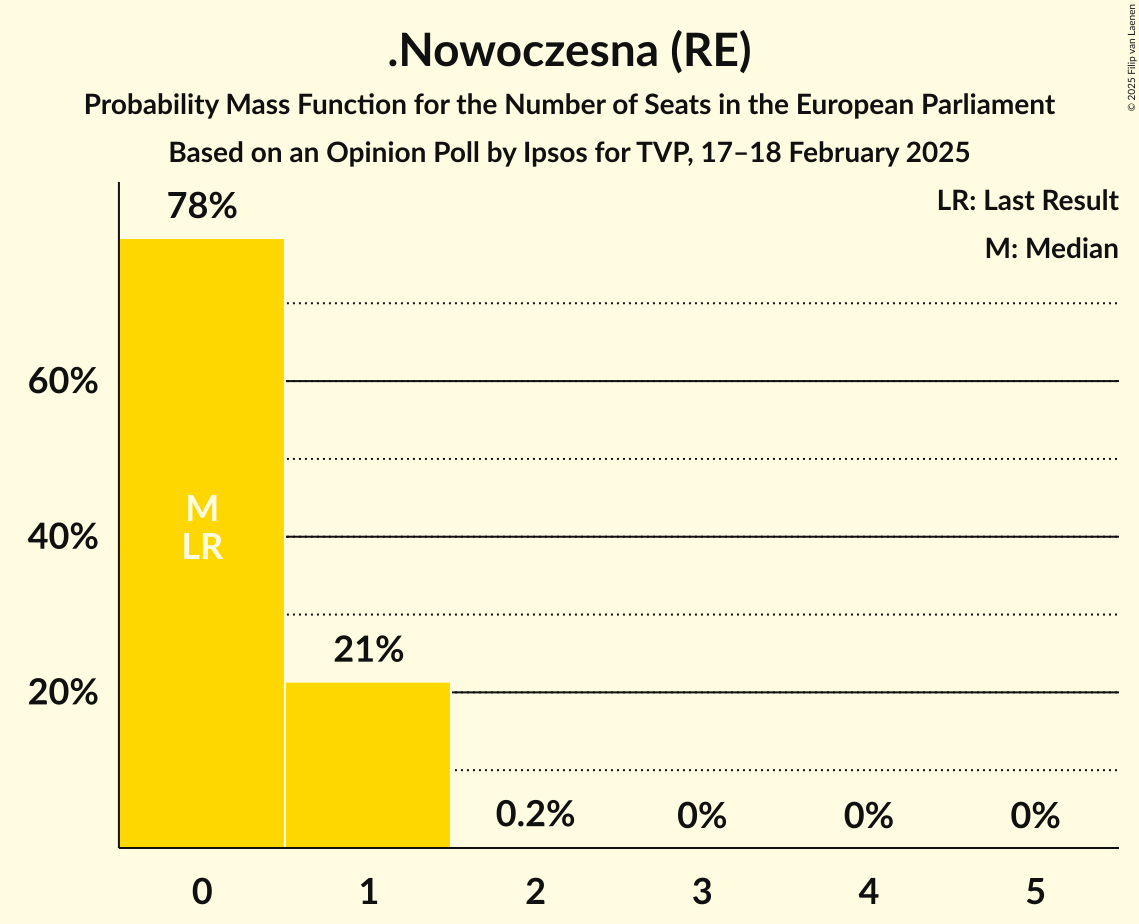 .Nowoczesna (RE)
Probability Mass Function for the Number of Seats in the European Parliament
Based on an Opinion Poll by Ipsos for TVP, 17–18 February 2025
© 2025 Filip van Laenen
LR: Last Result
M: Median
78%
60%
40%
20%
M
LR
21%
0.2%
0%
0%
0%
0
1
2
3
4
5